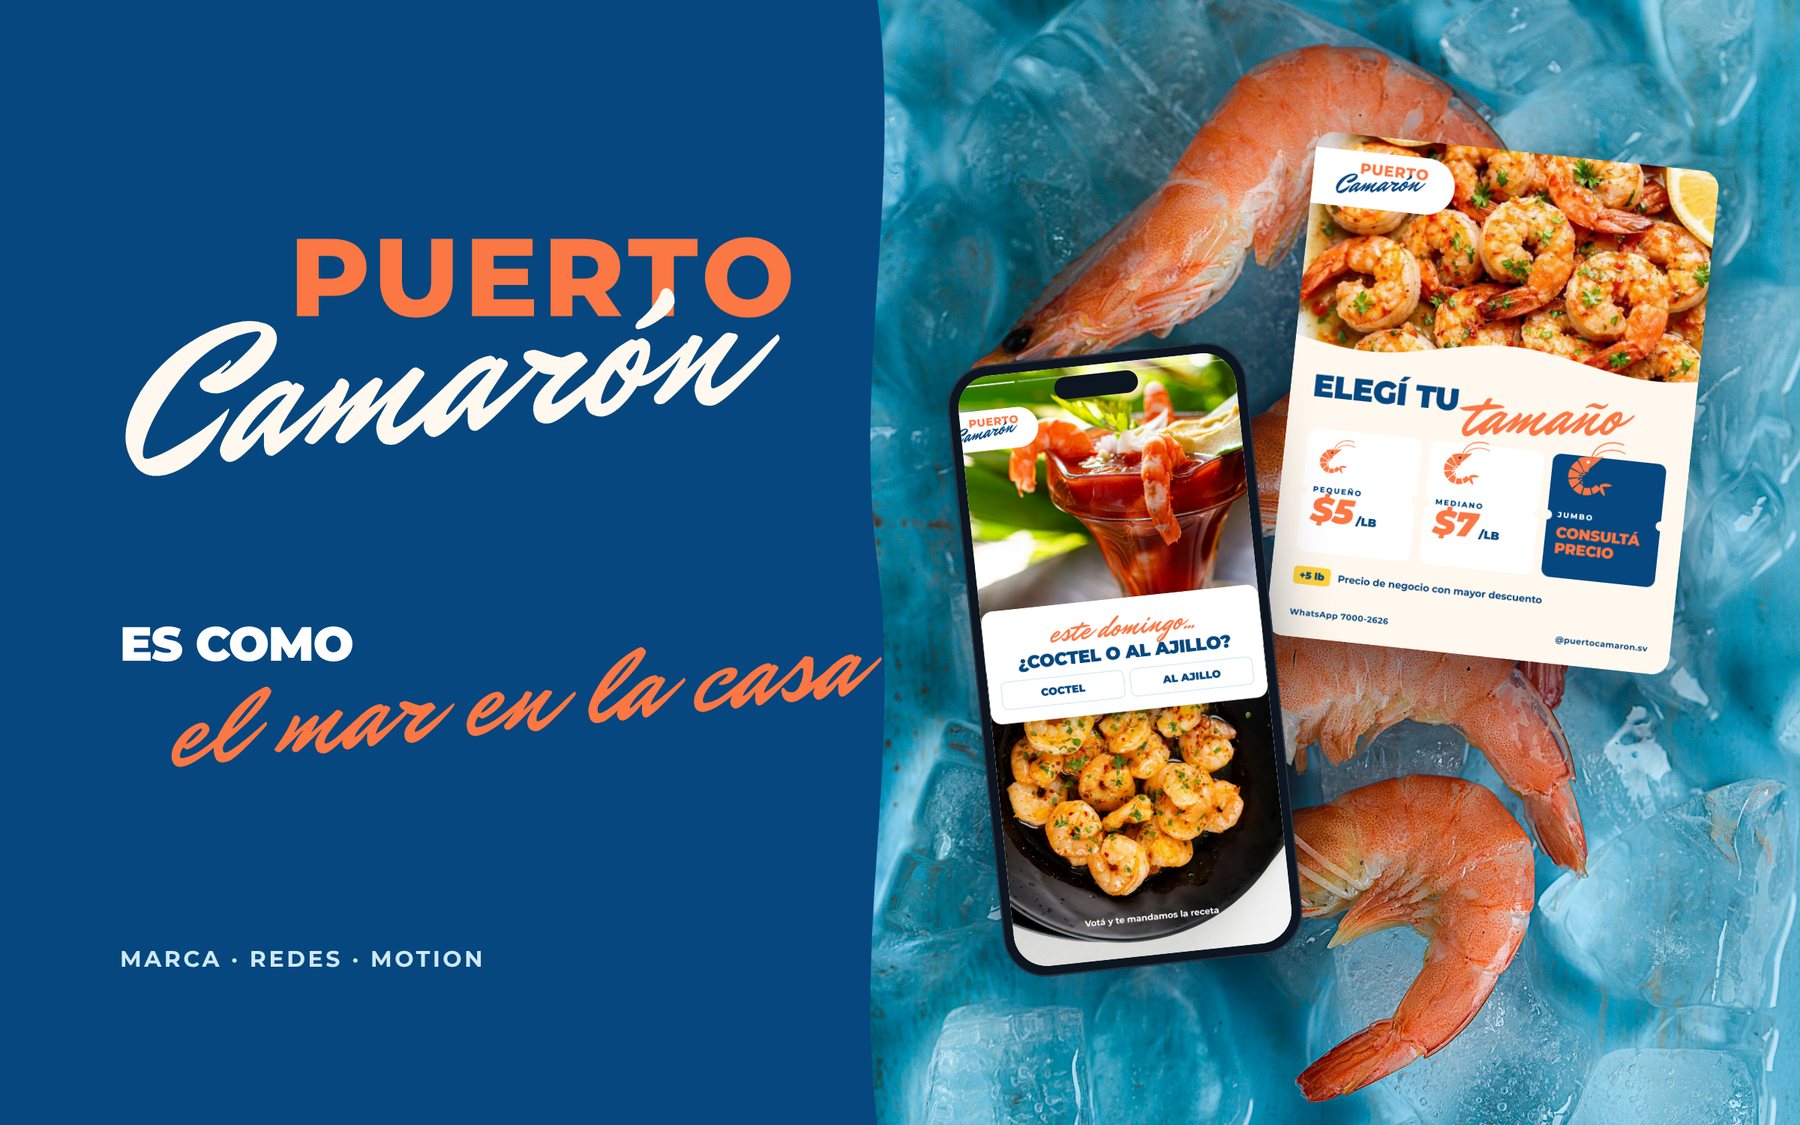 PUERTO
Camarón
ES COMO
el mar en la casa
MARCA · REDES · MOTION
PUERTO
Camarón
este domingo...
¿COCTEL O AL AJILLO?
COCTEL
AL AJILLO
Votá y te mandamos la receta
PUERTO
Camarón
ELEGÍ TU
tamaño
PEQUEÑO
$5 /LB
MEDIANO
$7 /LB
JUMBO
CONSULTÁ
PRECIO
+5 lb Precio de negocio con mayor descuento
WhatsApp 7000-2626
@puertocamaron.sv